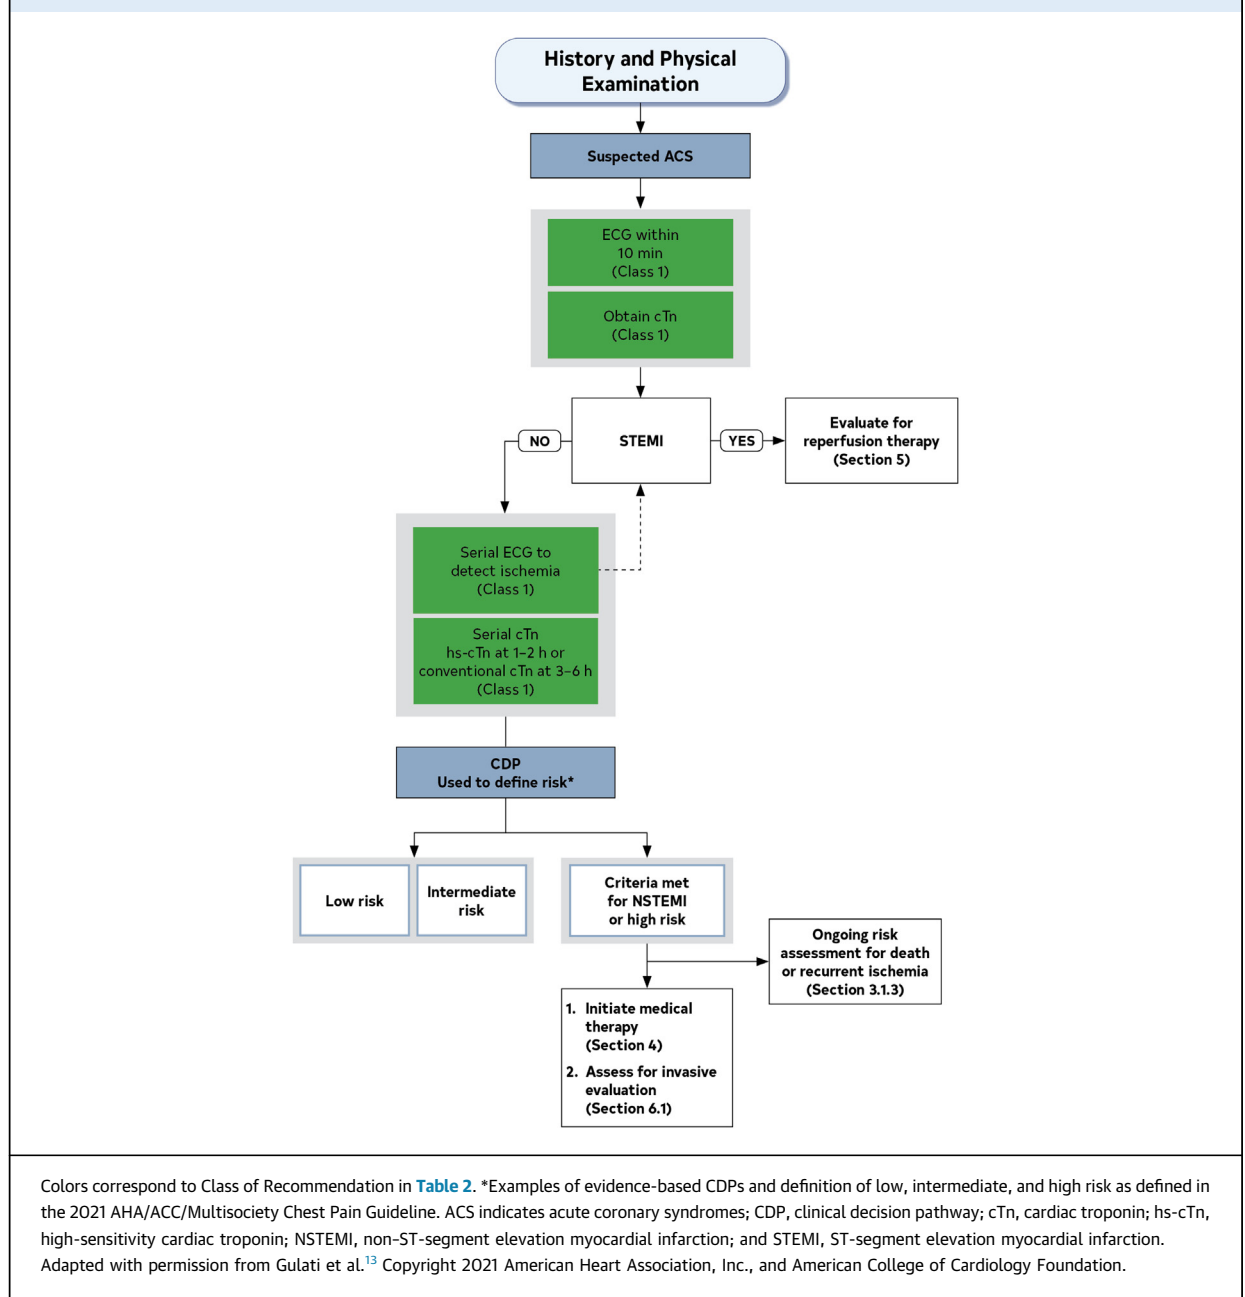 History and Physical
Examination
Suspected ACS
ECG within
10 min
(Class 1)
Obtain cTn
(Class 1)
NO
STEMI
YES
Evaluate for
reperfusion therapy
(Section 5)
Serial ECG to
detect ischemia
(Class 1)
Serial cTn
hs-cTn at 1–2 h or
conventional cTn at 3–6 h
(Class 1)
CDP
Used to define risk*
Low risk
Intermediate
risk
Criteria met
for NSTEMI
or high risk
Ongoing risk
assessment for death
or recurrent ischemia
(Section 3.1.3)
1. Initiate medical
therapy
(Section 4)
2. Assess for invasive
evaluation
(Section 6.1)
Colors correspond to Class of Recommendation in Table 2. *Examples of evidence-based CDPs and definition of low, intermediate, and high risk as defined in
the 2021 AHA/ACC/Multisociety Chest Pain Guideline. ACS indicates acute coronary syndromes; CDP, clinical decision pathway; cTn, cardiac troponin; hs-cTn,
high-sensitivity cardiac troponin; NSTEMI, non–ST-segment elevation myocardial infarction; and STEMI, ST-segment elevation myocardial infarction.
Adapted with permission from Gulati et al.13 Copyright 2021 American Heart Association, Inc., and American College of Cardiology Foundation.